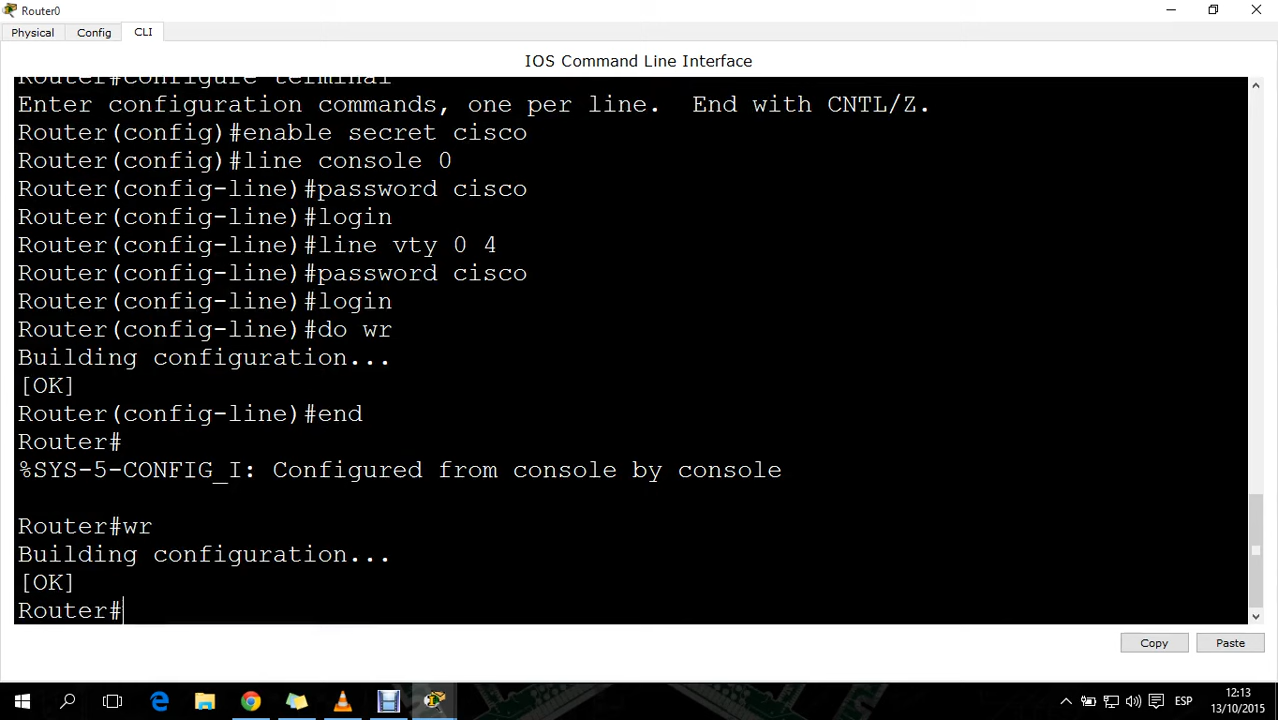 Router0
Physical Config CLI
IOS Command Line Interface
Router#configure terminal
Enter configuration commands, one per line.  End with CNTL/Z.
Router(config)#enable secret cisco
Router(config)#line console 0
Router(config-line)#password cisco
Router(config-line)#login
Router(config-line)#line vty 0 4
Router(config-line)#password cisco
Router(config-line)#login
Router(config-line)#do wr
Building configuration...
[OK]
Router(config-line)#end
Router#
%SYS-5-CONFIG_I: Configured from console by console
Router#wr
Building configuration...
[OK]
Router#
Copy Paste
ESP
12:13
13/10/2015